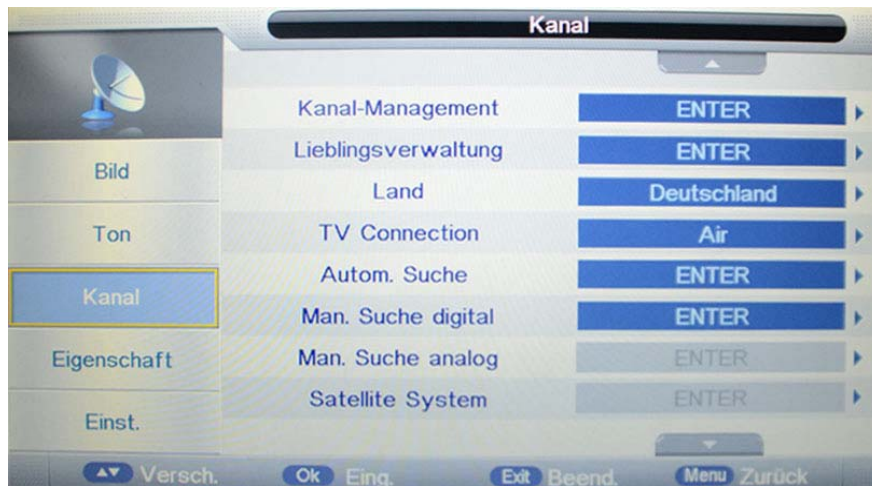 Kanal
Kanal-Management ENTER
Lieblingsverwaltung ENTER
Land Deutschland
TV Connection Air
Autom. Suche ENTER
Man. Suche digital ENTER
Man. Suche analog ENTER
Satellite System ENTER
Bild
Ton
Kanal
Eigenschaft
Einst.
Versch. Ok Eing. Exit Beend. Menu Zurück